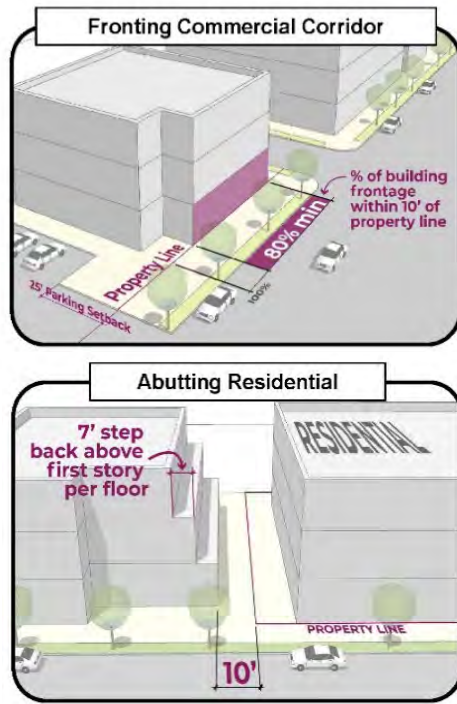 Fronting Commercial Corridor
% of building
frontage
within 10' of
property line
Property Line
80% min
100%
25' Parking Setback
Abutting Residential
7' step
back above
first story
per floor
RESIDENTIAL
PROPERTY LINE
10'